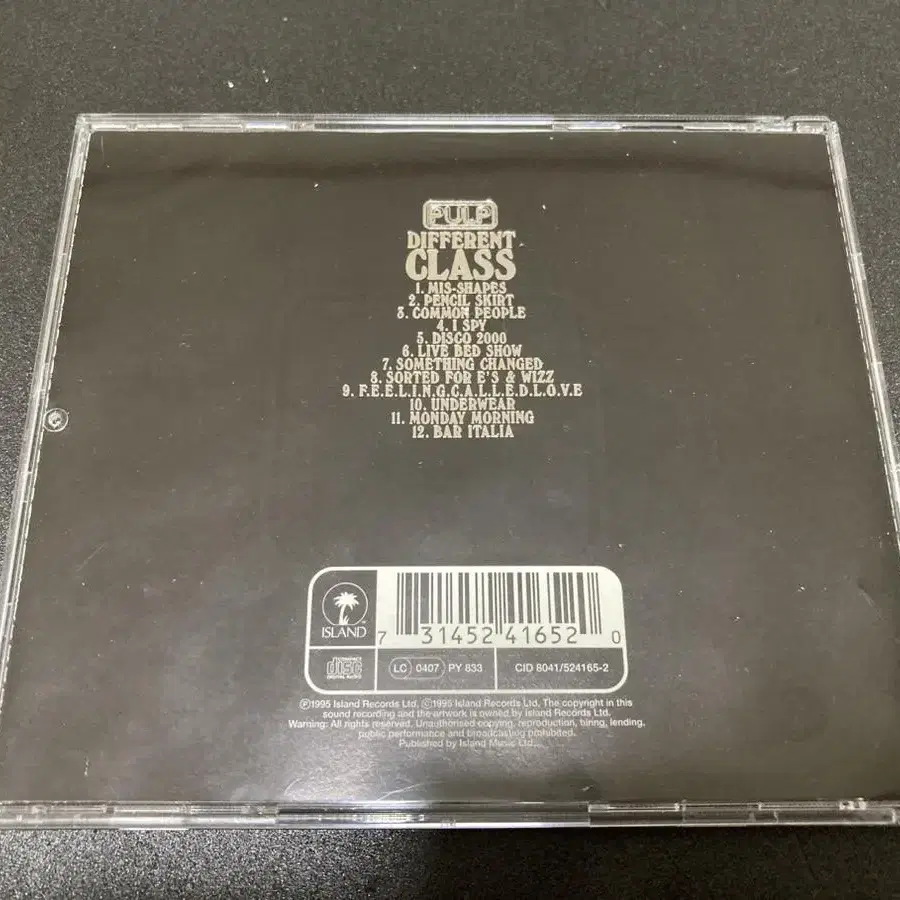 PULP
DIFFERENT
CLASS
1. MIS-SHAPES
2. PENCIL SKIRT
3. COMMON PEOPLE
4. I SPY
5. DISCO 2000
6. LIVE BED SHOW
7. SOMETHING CHANGED
8. SORTED FOR E'S & WIZZ
9. F.E.E.L.I.N.G.C.A.L.L.E.D.L.O.V.E
10. UNDERWEAR
11. MONDAY MORNING
12. BAR ITALIA
ISLAND
7 31452 41652 0
COMPACT
disc
DIGITAL AUDIO
LC 0407 PY 833
CID 8041/524165-2
℗1995 Island Records Ltd. ©1995 Island Records Ltd. The copyright in this
sound recording and the artwork is owned by Island Records Ltd.
Warning: All rights reserved. Unauthorised copying, reproduction, hiring, lending,
public performance and broadcasting prohibited.
Published by Island Music Ltd.